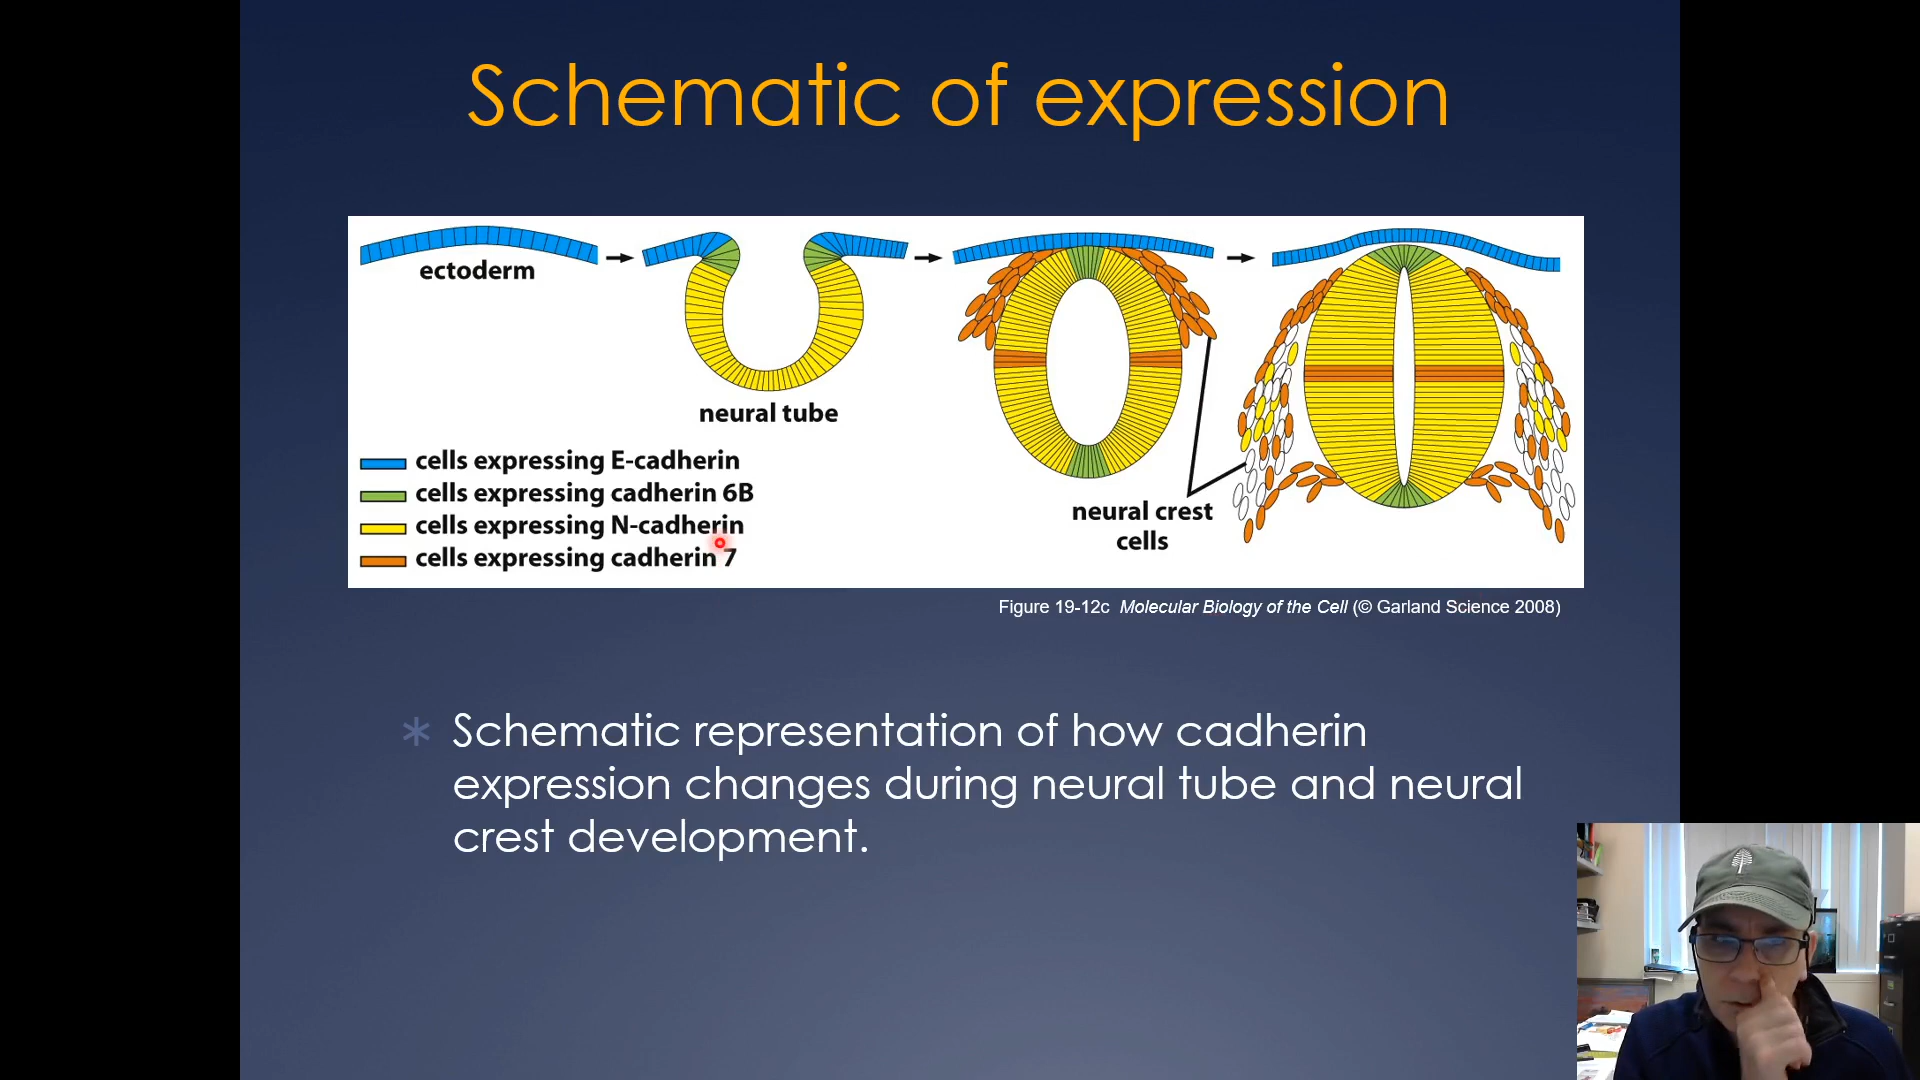 Schematic of expression
ectoderm
neural tube
cells expressing E-cadherin
cells expressing cadherin 6B
cells expressing N-cadherin
cells expressing cadherin 7
neural crest
cells
Figure 19-12c Molecular Biology of the Cell (© Garland Science 2008)
Schematic representation of how cadherin
expression changes during neural tube and neural
crest development.